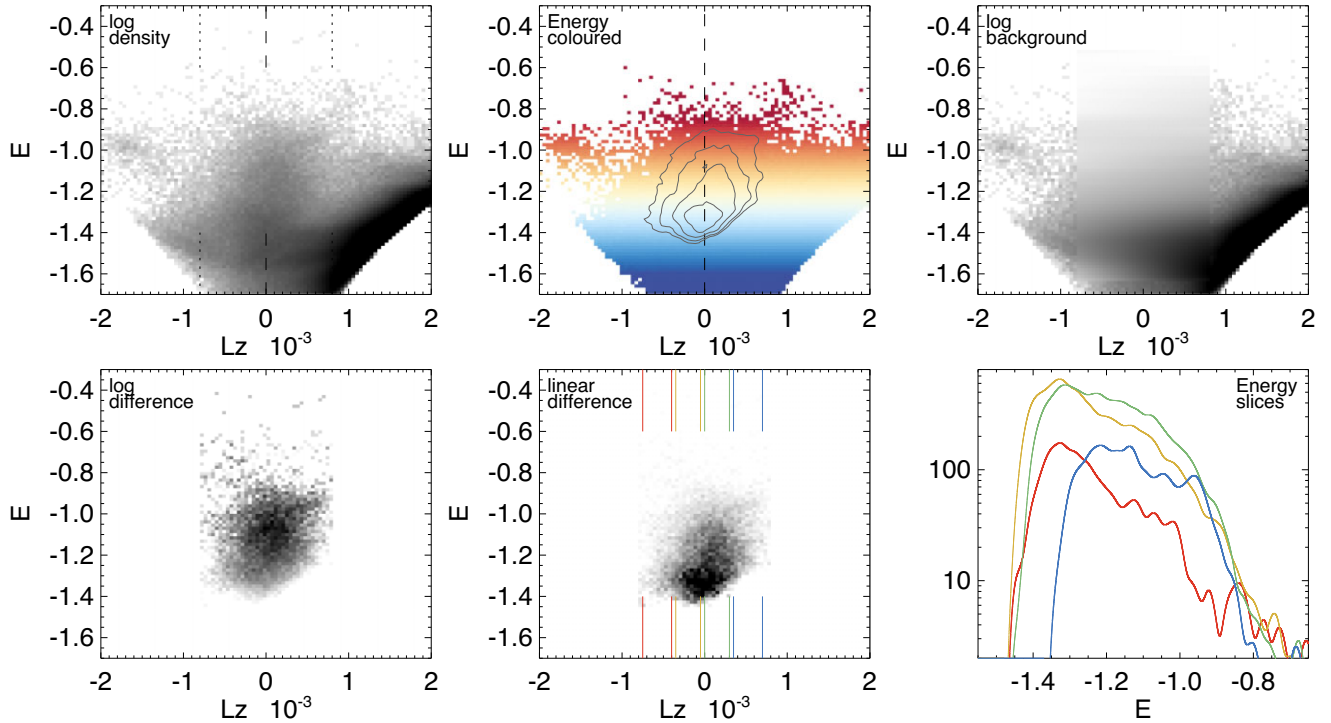 log
density
Energy
coloured
log
background
-0.4
-0.6
-0.8
-1.0
-1.2
-1.4
-1.6
E
-2 -1 0 1 2
Lz 10^-3
-0.4
-0.6
-0.8
-1.0
-1.2
-1.4
-1.6
E
-2 -1 0 1 2
Lz 10^-3
-0.4
-0.6
-0.8
-1.0
-1.2
-1.4
-1.6
E
-2 -1 0 1 2
Lz 10^-3
log
difference
linear
difference
Energy
slices
-0.4
-0.6
-0.8
-1.0
-1.2
-1.4
-1.6
E
-2 -1 0 1 2
Lz 10^-3
-0.4
-0.6
-0.8
-1.0
-1.2
-1.4
-1.6
E
-2 -1 0 1 2
Lz 10^-3
100
10
-1.4 -1.2 -1.0 -0.8
E